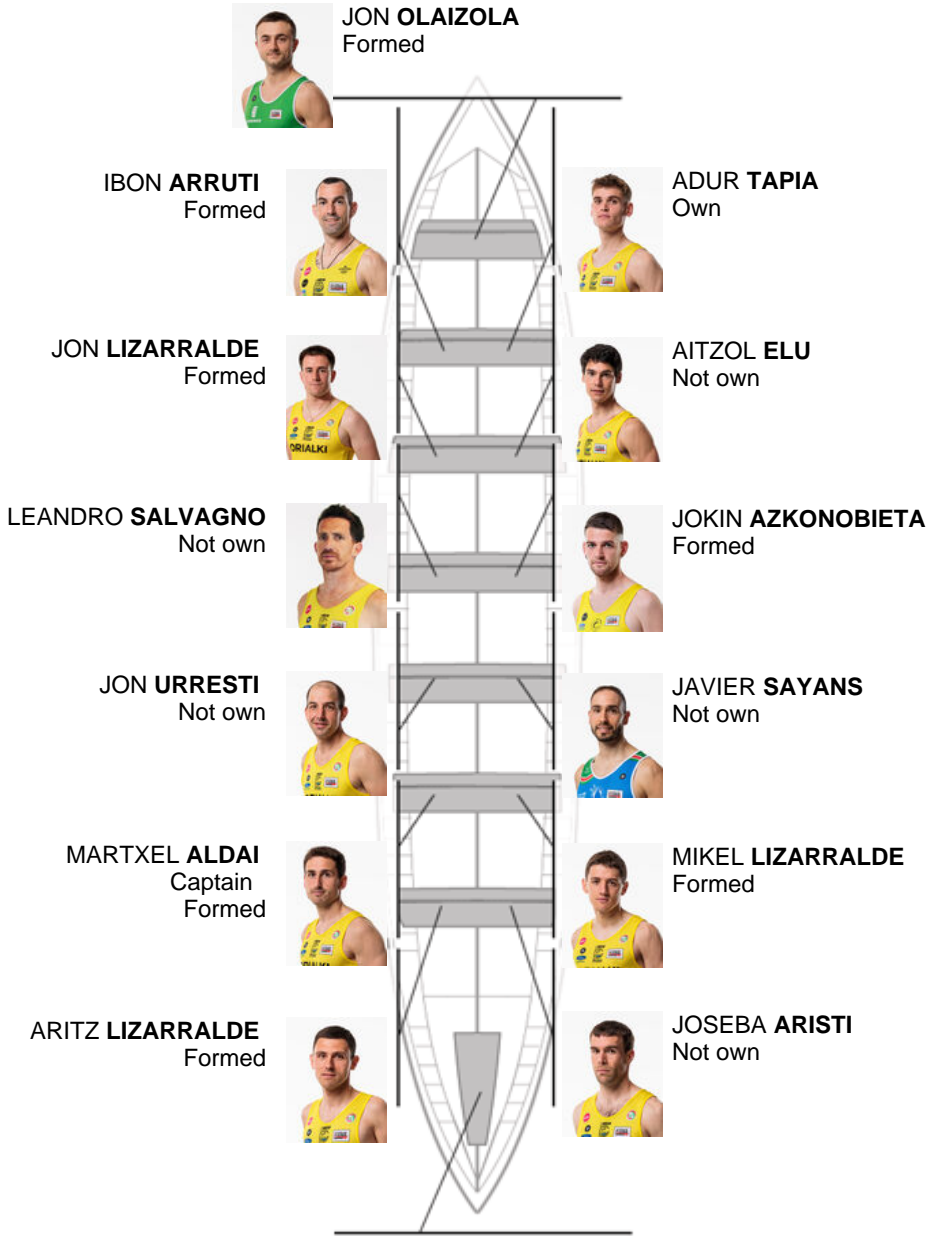 JON OLAIZOLA
Formed
IBON ARRUTI
Formed
ADUR TAPIA
Own
JON LIZARRALDE
Formed
AITZOL ELU
Not own
ORIALKI
LEANDRO SALVAGNO
Not own
JOKIN AZKONOBIETA
Formed
JON URRESTI
Not own
JAVIER SAYANS
Not own
MARTXEL ALDAI
Captain
Formed
MIKEL LIZARRALDE
Formed
ARITZ LIZARRALDE
Formed
JOSEBA ARISTI
Not own